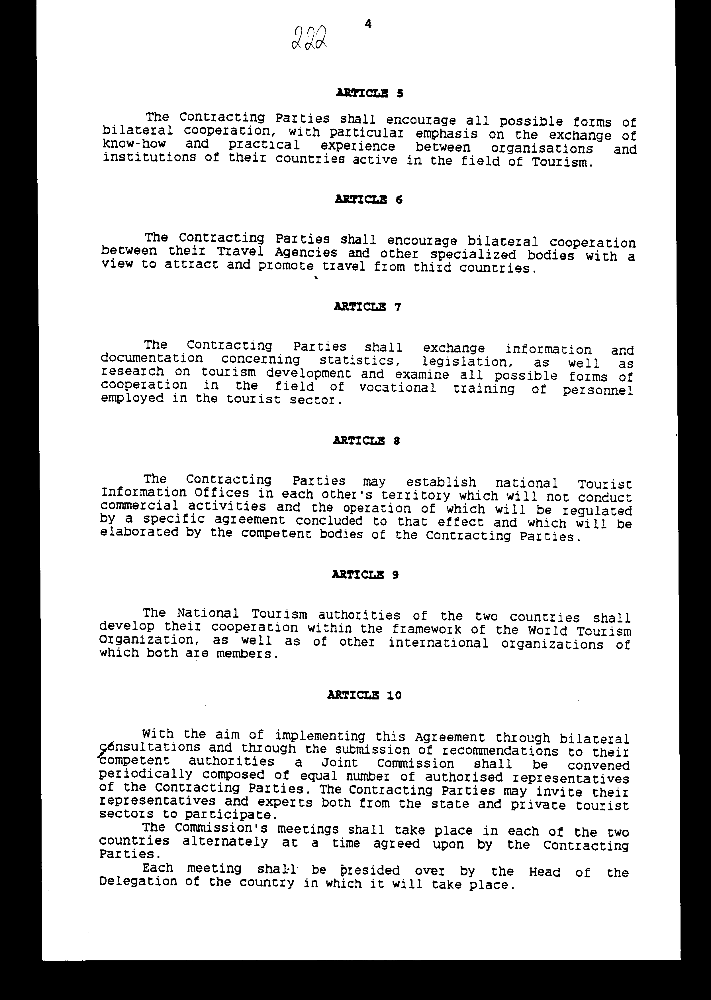 4
222
ARTICLE 5
The Contracting Parties shall encourage all possible forms of
bilateral cooperation, with particular emphasis on the exchange of
know-how and practical experience between organisations and
institutions of their countries active in the field of Tourism.
ARTICLE 6
The Contracting Parties shall encourage bilateral cooperation
between their Travel Agencies and other specialized bodies with a
view to attract and promote travel from third countries.
ARTICLE 7
The Contracting Parties shall exchange information and
documentation concerning statistics, legislation, as well as
research on tourism development and examine all possible forms of
cooperation in the field of vocational training of personnel
employed in the tourist sector.
ARTICLE 8
The Contracting Parties may establish national Tourist
Information Offices in each other's territory which will not conduct
commercial activities and the operation of which will be regulated
by a specific agreement concluded to that effect and which will be
elaborated by the competent bodies of the Contracting Parties.
ARTICLE 9
The National Tourism authorities of the two countries shall
develop their cooperation within the framework of the World Tourism
Organization, as well as of other international organizations of
which both are members.
ARTICLE 10
With the aim of implementing this Agreement through bilateral
consultations and through the submission of recommendations to their
competent authorities a Joint Commission shall be convened
periodically composed of equal number of authorised representatives
of the Contracting Parties. The Contracting Parties may invite their
representatives and experts both from the state and private tourist
sectors to participate.
The Commission's meetings shall take place in each of the two
countries alternately at a time agreed upon by the Contracting
Parties.
Each meeting shall be presided over by the Head of the
Delegation of the country in which it will take place.